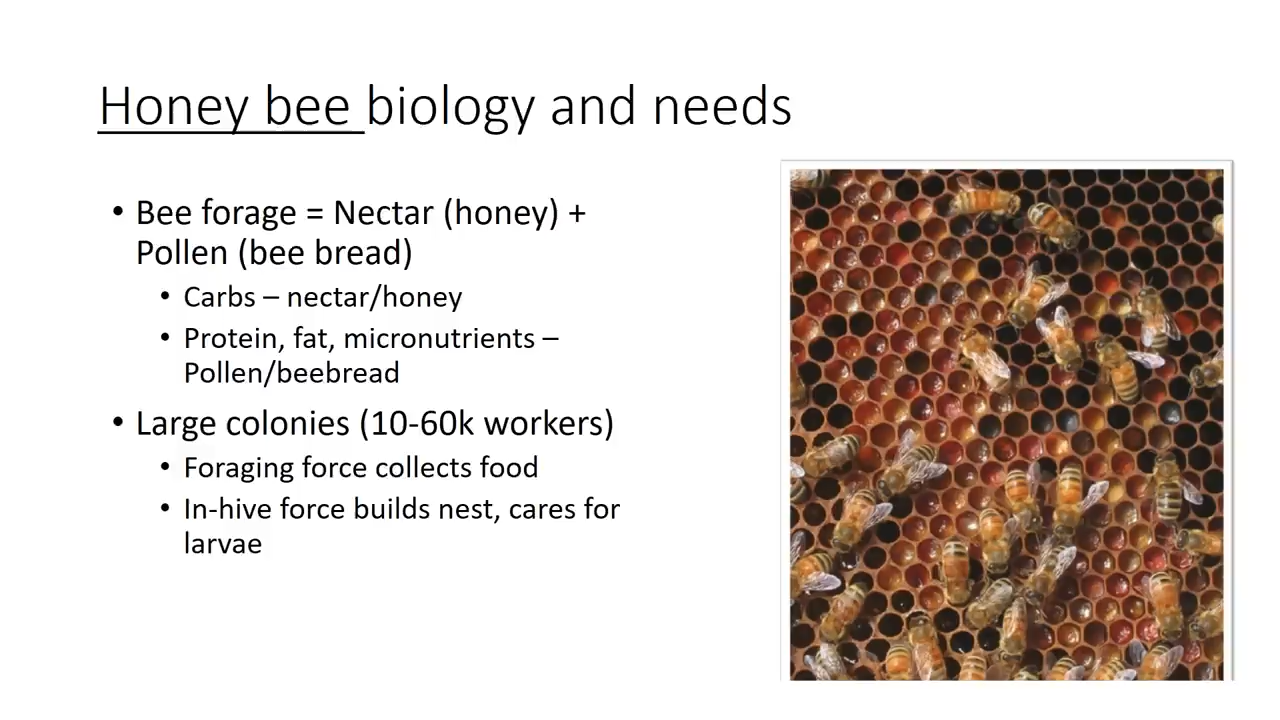 Honey bee biology and needs
• Bee forage = Nectar (honey) +
Pollen (bee bread)
• Carbs – nectar/honey
• Protein, fat, micronutrients –
Pollen/beebread
• Large colonies (10-60k workers)
• Foraging force collects food
• In-hive force builds nest, cares for
larvae